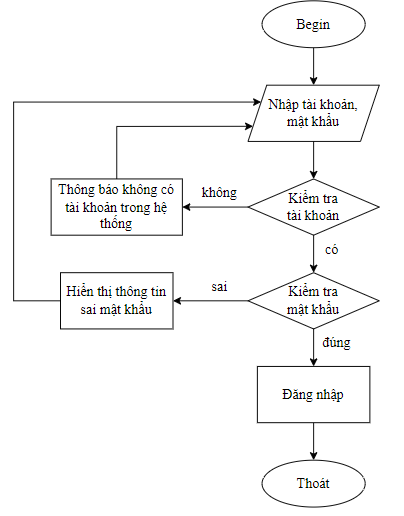 Begin
Nhập tài khoản,
mật khẩu
Thông báo không có
tài khoản trong hệ
thống
không
Kiểm tra
tài khoản
có
Hiển thị thông tin
sai mật khẩu
sai
Kiểm tra
mật khẩu
đúng
Đăng nhập
Thoát